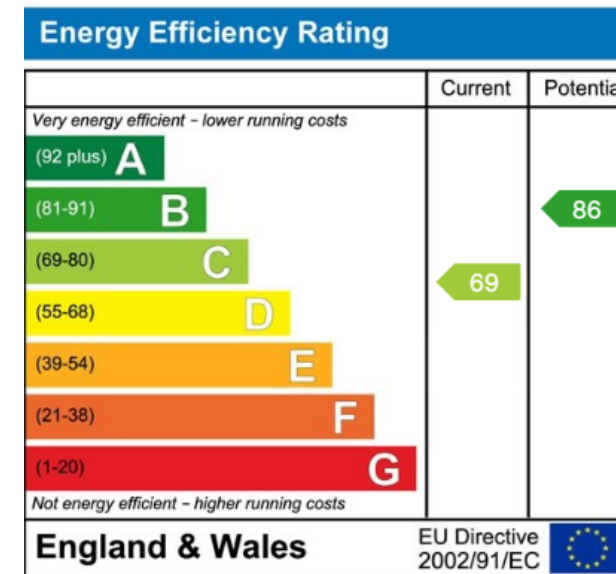 Energy Efficiency Rating
Current Potentia
Very energy efficient – lower running costs
(92 plus) A
(81-91) B
86
(69-80) C
69
(55-68) D
(39-54) E
(21-38) F
(1-20) G
Not energy efficient – higher running costs
England & Wales
EU Directive
2002/91/EC